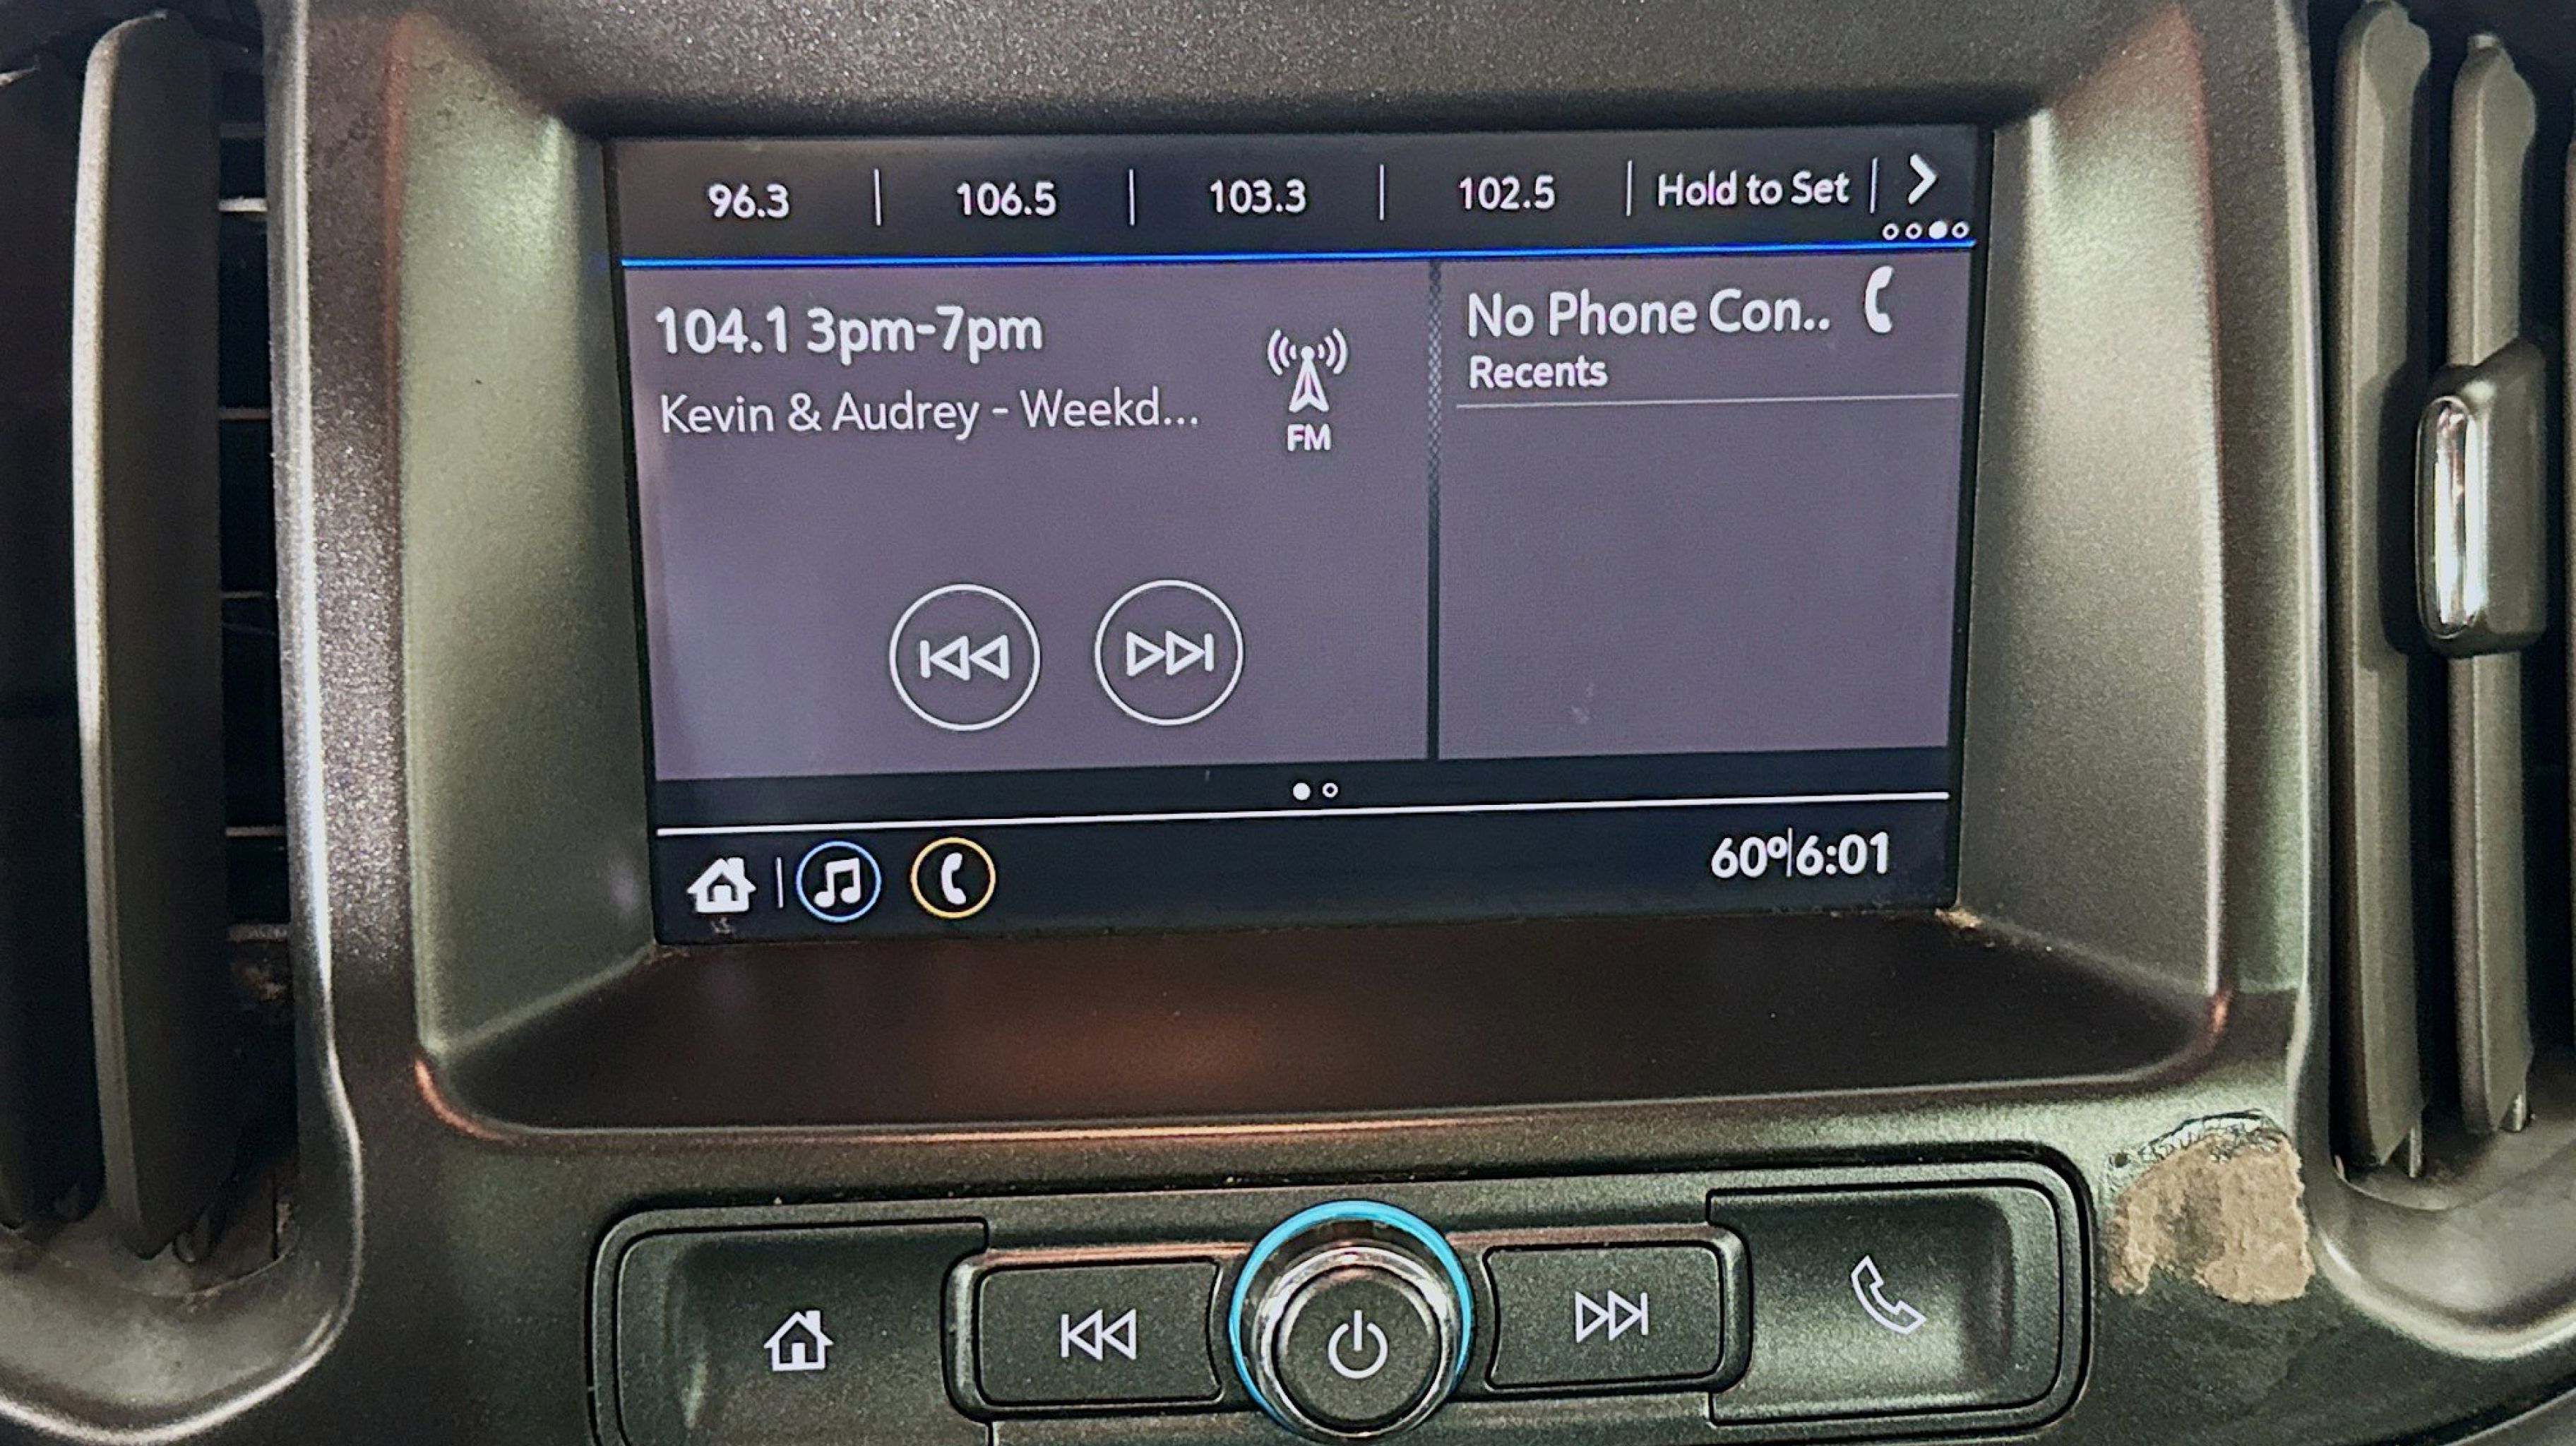 96.3 | 106.5 | 103.3 | 102.5 | Hold to Set |
104.1 3pm-7pm
Kevin & Audrey - Weekd...
FM
No Phone Con..
Recents
60º|6:01